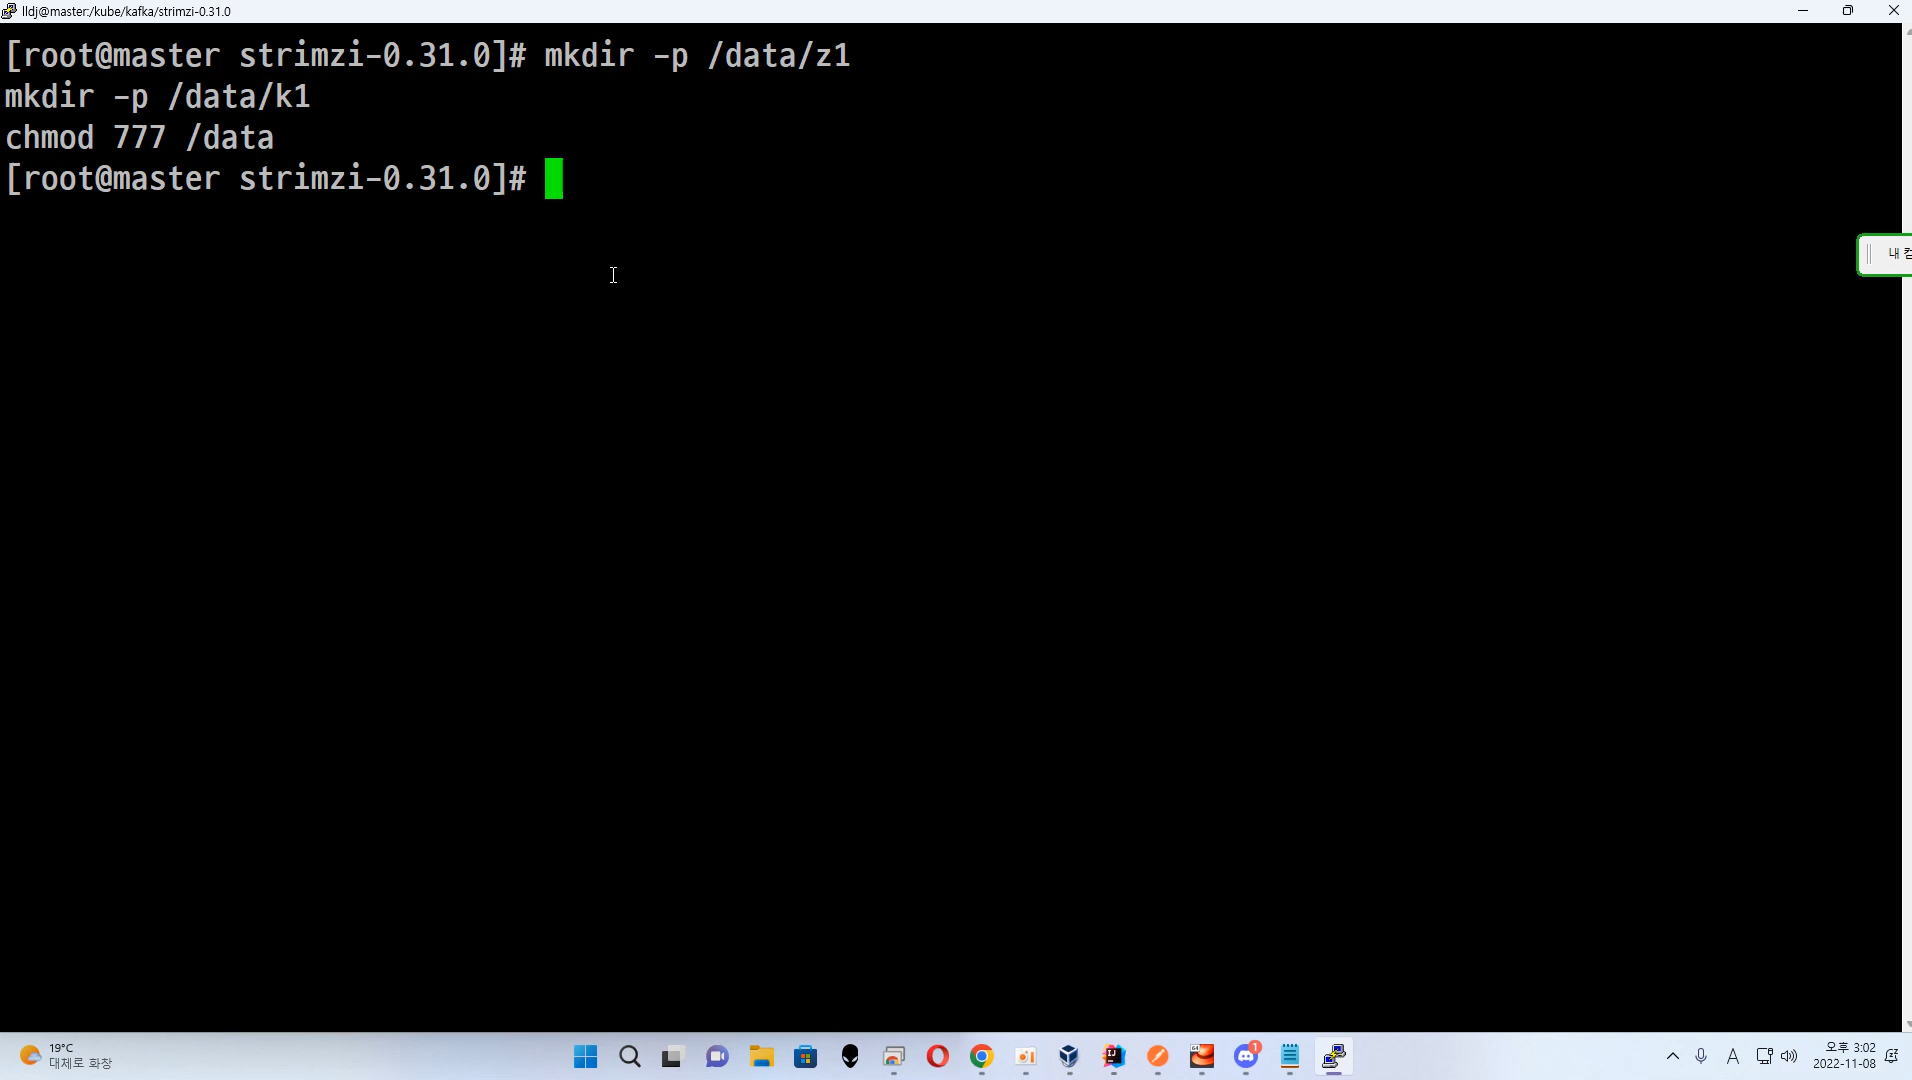 lldj@master:/kube/kafka/strimzi-0.31.0
[root@master strimzi-0.31.0]# mkdir -p /data/z1
mkdir -p /data/k1
chmod 777 /data
[root@master strimzi-0.31.0]#
내 컴
19°C
대체로 화창
64
1
A
오후 3:02
2022-11-08